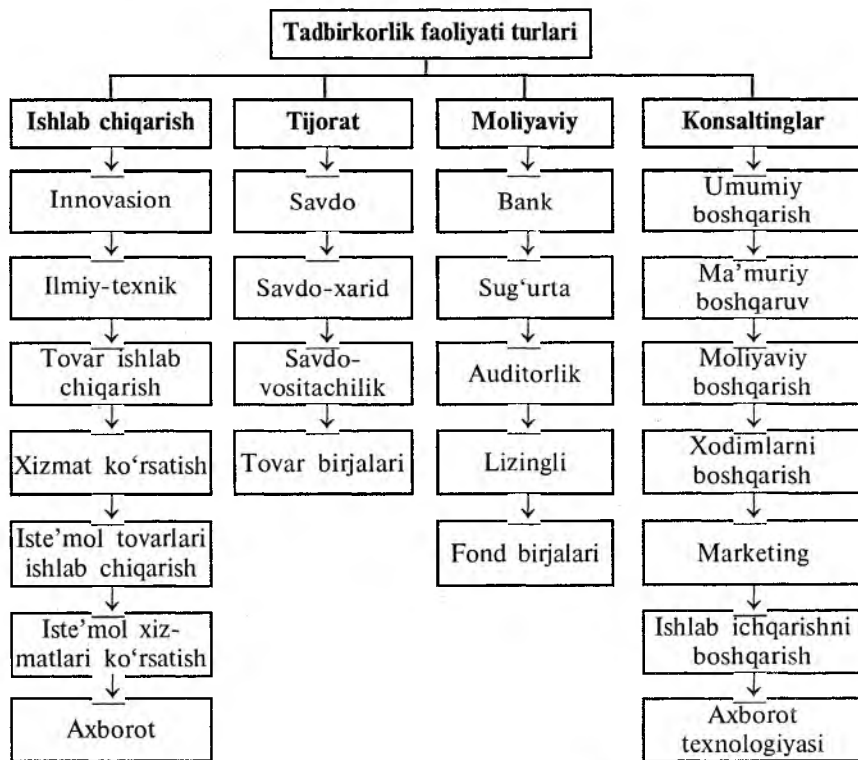 Tadbirkorlik faoliyati turlari
Ishlab chiqarish
Innovasion
Ilmiy-texnik
Tovar ishlab
chiqarish
Xizmat ko‘rsatish
Iste’mol tovarlari
ishlab chiqarish
Iste’mol xiz-
matlari ko‘rsatish
Axborot
Tijorat
Savdo
Savdo-xarid
Savdo-
vositachilik
Tovar birjalari
Moliyaviy
Bank
Sug‘urta
Auditorlik
Lizingli
Fond birjalari
Konsaltinglar
Umumiy
boshqarish
Ma’muriy
boshqaruv
Moliyaviy
boshqarish
Xodimlarni
boshqarish
Marketing
Ishlab ichqarishni
boshqarish
Axborot
texnologiyasi